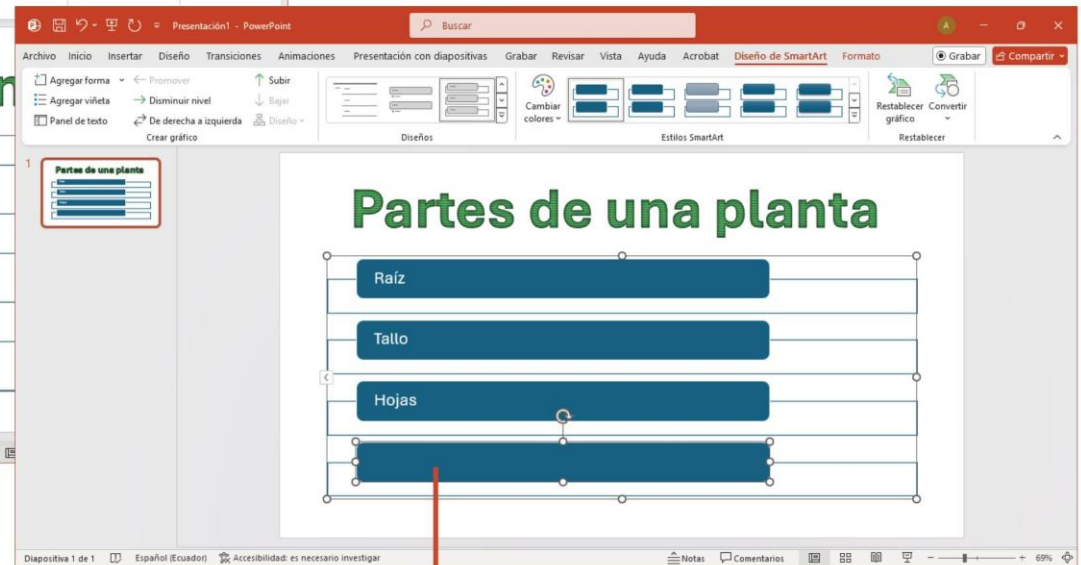 Presentación1 - PowerPoint
Buscar
A
Archivo Inicio Insertar Diseño Transiciones Animaciones Presentación con diapositivas Grabar Revisar Vista Ayuda Acrobat Diseño de SmartArt Formato Grabar Compartir
Agregar forma Promover Subir
Agregar viñeta Disminuir nivel Bajar
Panel de texto De derecha a izquierda Diseño
Crear gráfico
Diseños
Cambiar
colores
Estilos SmartArt
Restablecer Convertir
gráfico
Restablecer
1
Partes de una planta
Partes de una planta
Raíz
Tallo
Hojas
Diapositiva 1 de 1 Español (Ecuador) Accesibilidad: es necesario investigar Notas Comentarios 69%